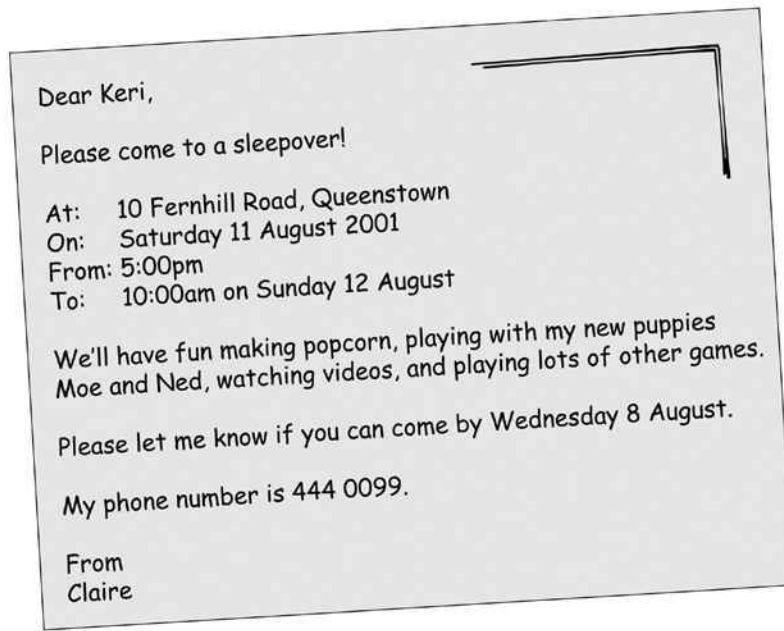 Dear Keri,
Please come to a sleepover!
At: 10 Fernhill Road, Queenstown
On: Saturday 11 August 2001
From: 5:00pm
To: 10:00am on Sunday 12 August
We'll have fun making popcorn, playing with my new puppies
Moe and Ned, watching videos, and playing lots of other games.
Please let me know if you can come by Wednesday 8 August.
My phone number is 444 0099.
From
Claire